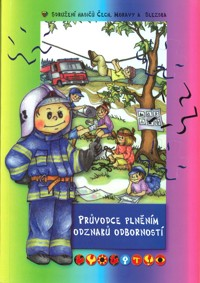 Sdružení hasičů Čech, Moravy a Slezska
Průvodce plněním
odznaků odborností